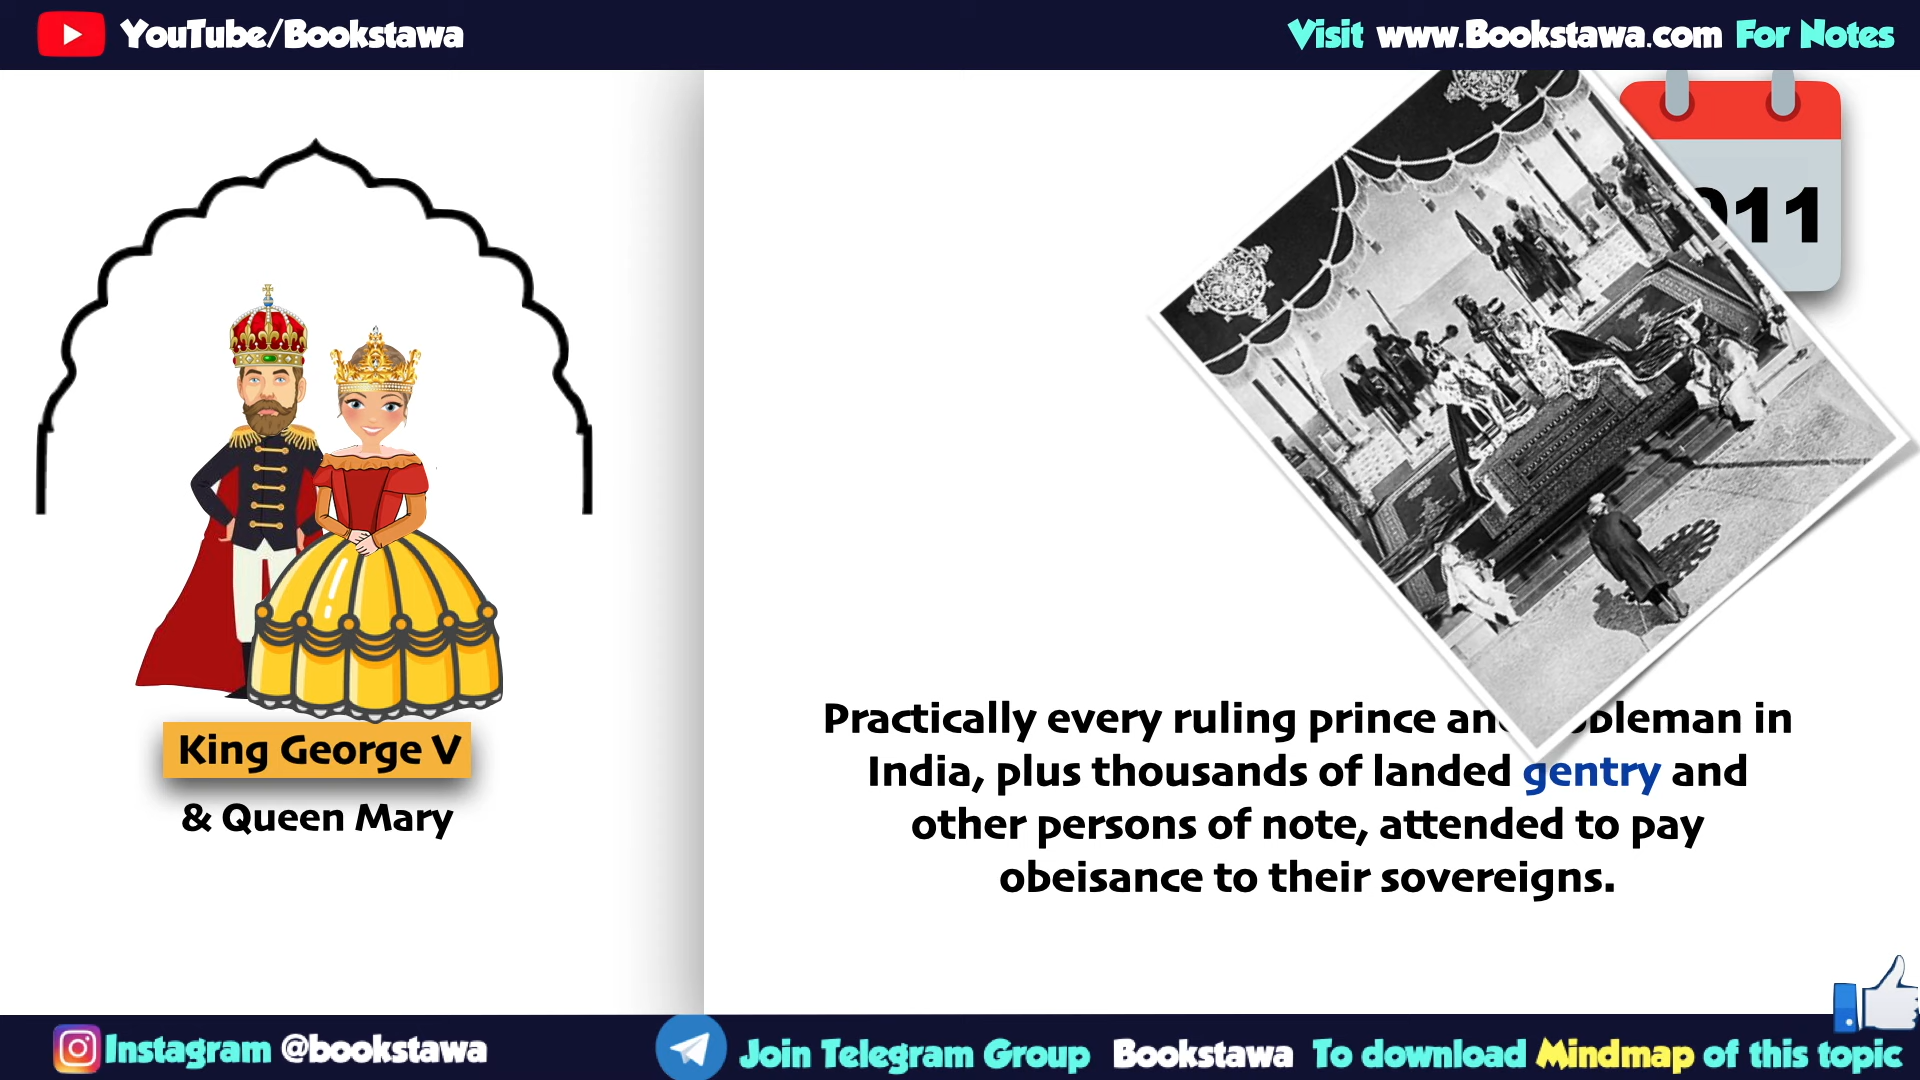 YouTube/Bookstawa
Visit www.Bookstawa.com For Notes
11
King George V
& Queen Mary
Practically every ruling prince in
India, plus thousands of landed gentry and
other persons of note, attended to pay
obeisance to their sovereigns.
Instagram @bookstawa
Join Telegram Group Bookstawa To download Mindmap of this topic